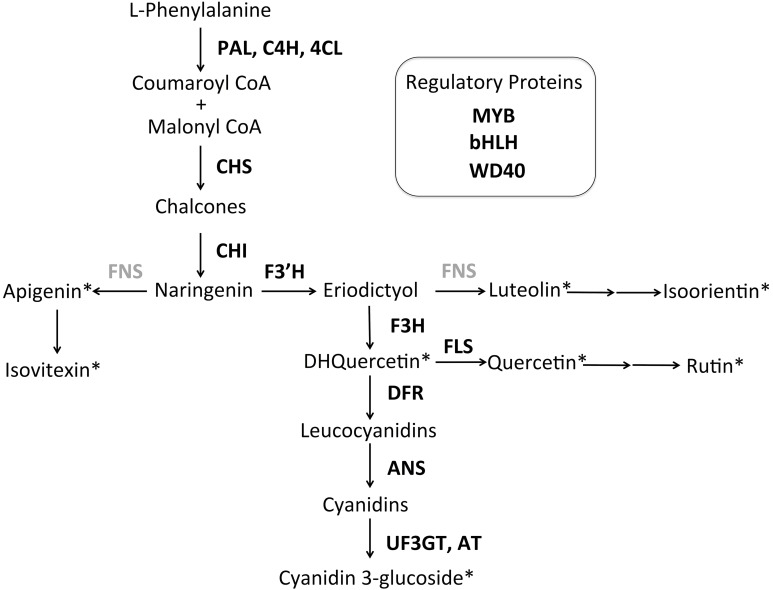 L-Phenylalanine
PAL, C4H, 4CL
Coumaroyl CoA
+
Malonyl CoA
Regulatory Proteins
MYB
bHLH
WD40
CHS
Chalcones
CHI
FNS
F3’H
FNS
Apigenin*
Naringenin
Eriodictyol
Luteolin*
Isoorientin*
F3H
Isovitexin*
DHQuercetin*
FLS
Quercetin*
Rutin*
DFR
Leucocyanidins
ANS
Cyanidins
UF3GT, AT
Cyanidin 3-glucoside*